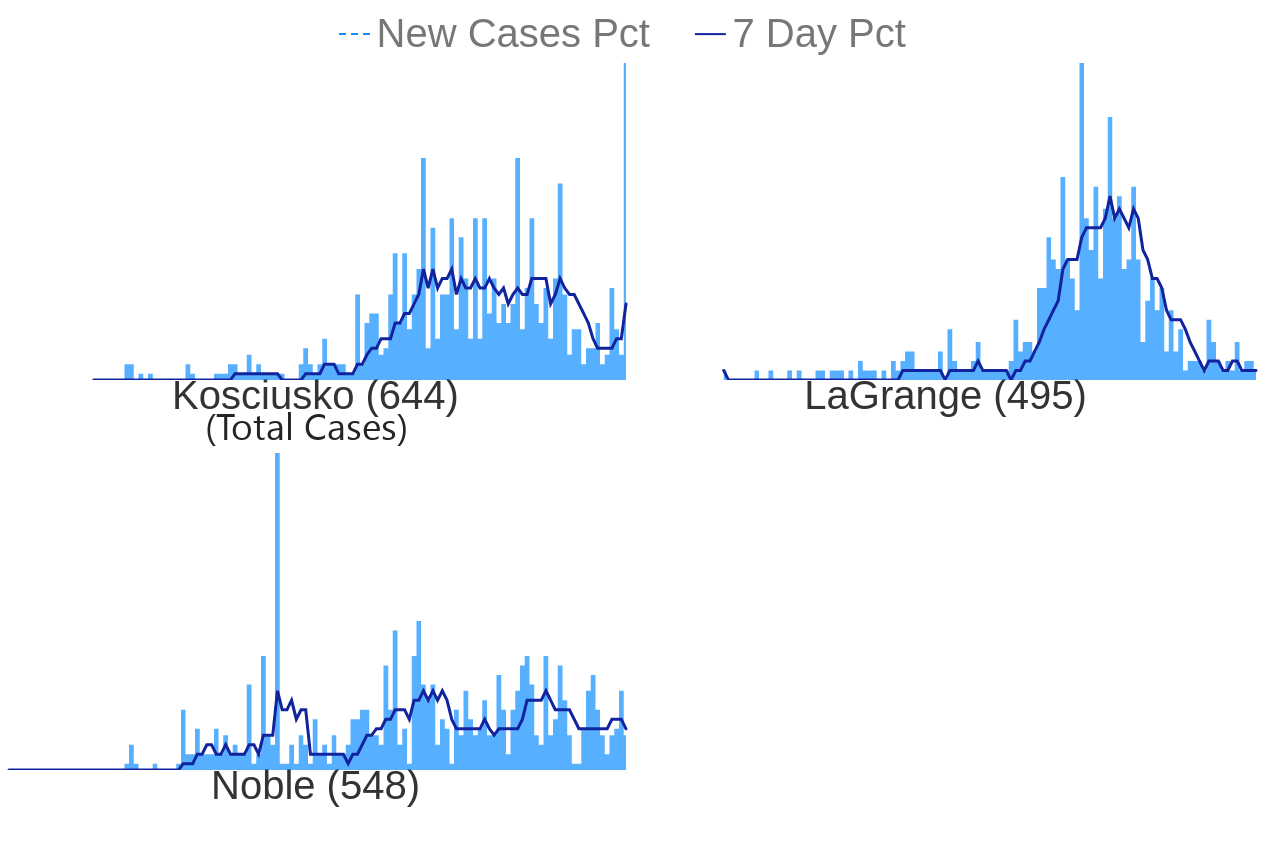 New Cases Pct 7 Day Pct
Kosciusko (644) LaGrange (495)
(Total Cases)
Noble (548)